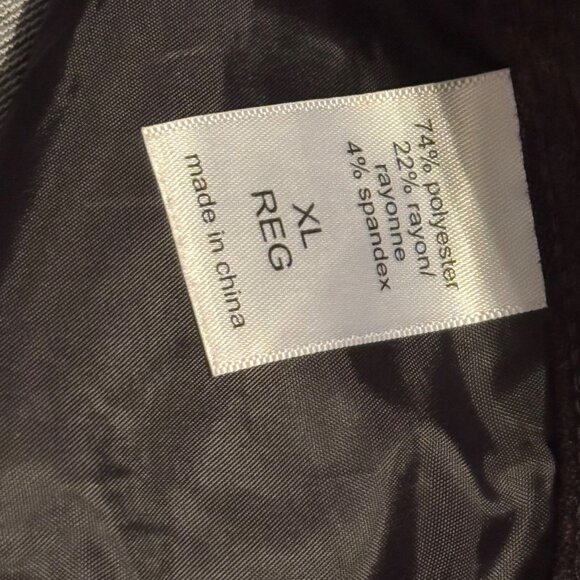 74% polyester
22% rayon/
rayonne
4% spandex
XL
REG
made in china